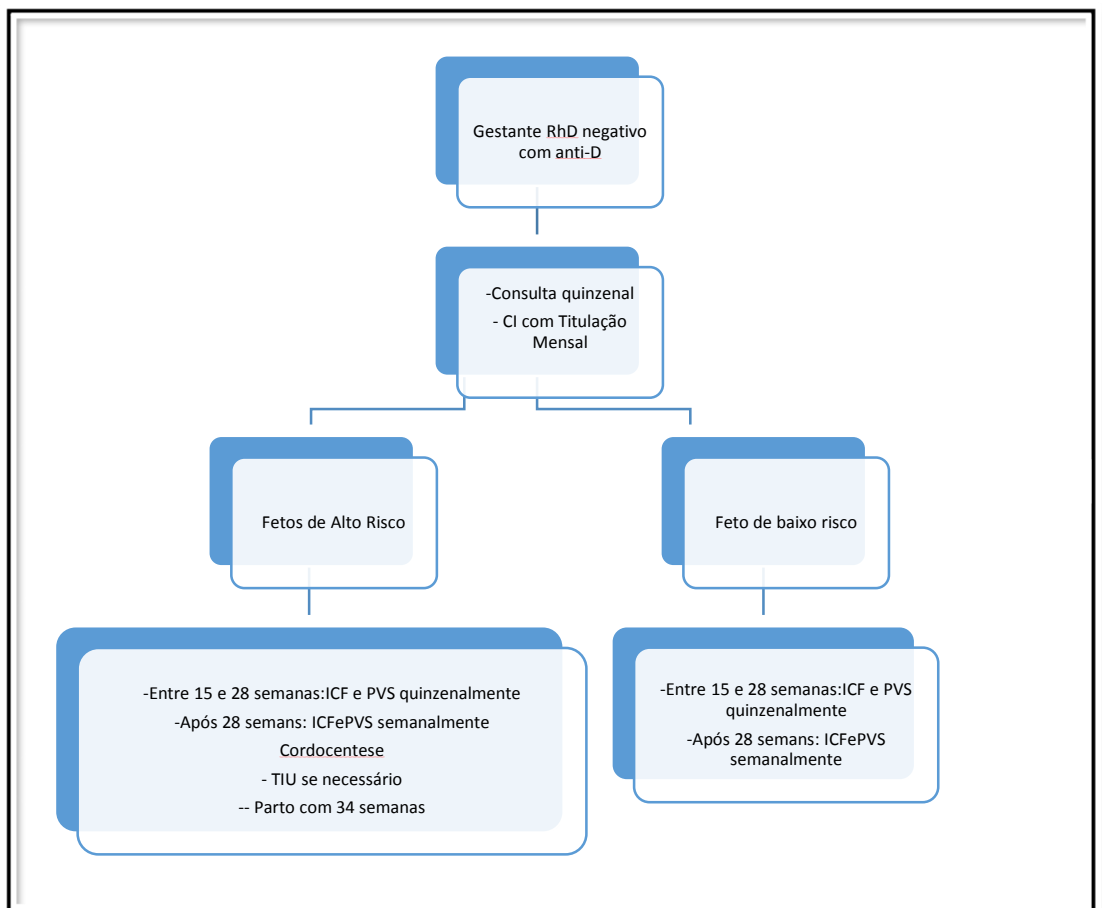 Gestante RhD negativo
com anti-D
-Consulta quinzenal
- CI com Titulação
Mensal
Fetos de Alto Risco
Feto de baixo risco
-Entre 15 e 28 semanas:ICF e PVS quinzenalmente
-Após 28 semans: ICFePVS semanalmente
Cordocentese
- TIU se necessário
-- Parto com 34 semanas
-Entre 15 e 28 semanas:ICF e PVS
quinzenalmente
-Após 28 semans: ICFePVS
semanalmente